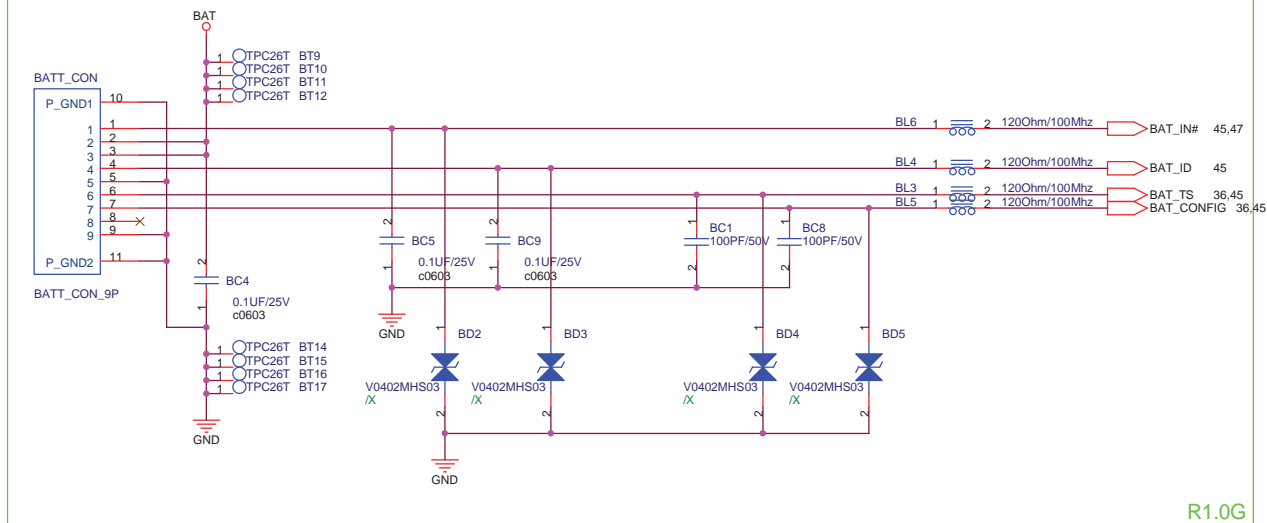 BAT
1 TPC26T BT9
1 TPC26T BT10
1 TPC26T BT11
1 TPC26T BT12
BATT_CON
P_GND1 10
1 1
2 2
3 3
4 4
5 5
6 6
7 7
8 8
9 9
P_GND2 11
BATT_CON_9P
BL6 1 2 120Ohm/100Mhz BAT_IN# 45,47
BL4 1 2 120Ohm/100Mhz BAT_ID 45
BL3 1 2 120Ohm/100Mhz BAT_TS 36,45
BL5 1 2 120Ohm/100Mhz BAT_CONFIG 36,45
2
BC4
0.1UF/25V
c0603
1
2
BC5
0.1UF/25V
c0603
1
2
BC9
0.1UF/25V
c0603
1
1
BC1
100PF/50V
2
1
BC8
100PF/50V
2
GND
1 TPC26T BT14
1 TPC26T BT15
1 TPC26T BT16
1 TPC26T BT17
GND
1
BD2
V0402MHS03
/X
2
1
BD3
V0402MHS03
/X
2
1
BD4
V0402MHS03
/X
2
1
BD5
V0402MHS03
/X
2
GND
R1.0G